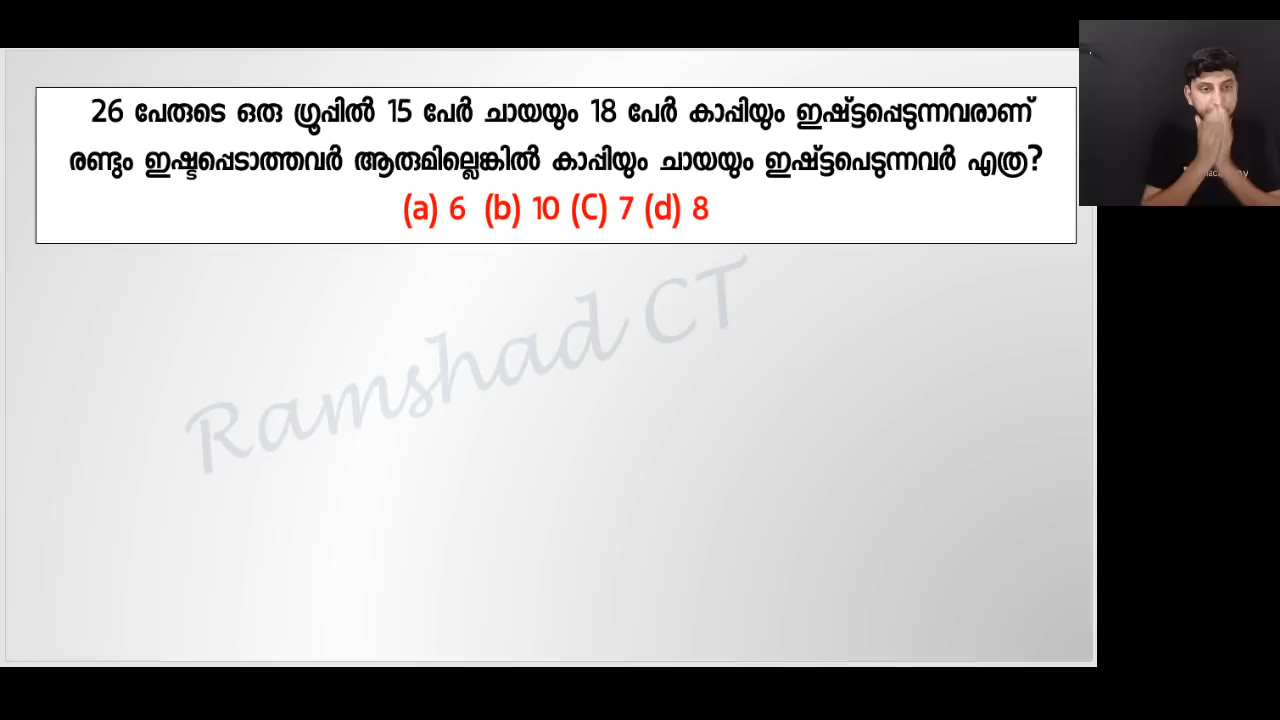 26 പേരുടെ ഒരു ഗ്രൂപ്പിൽ 15 പേർ ചായയും 18 പേർ കാപ്പിയും ഇഷ്ട്ടപ്പെടുന്നവരാണ്
രണ്ടും ഇഷ്ടപ്പെടാത്തവർ ആരുമില്ലെങ്കിൽ കാപ്പിയും ചായയും ഇഷ്ട്ടപെടുന്നവർ എത്ര?
(a) 6 (b) 10 (C) 7 (d) 8
Ramshad CT